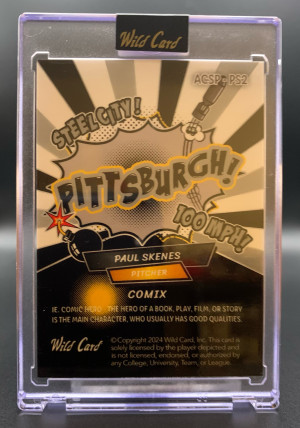 Wild Card
ACSP-PS2
STEEL CITY!
PITTSBURGH!
100 MPH!
PAUL SKENES
PITCHER
COMIX
IE. COMIC HERO - THE HERO OF A BOOK, PLAY, FILM, OR STORY
IS THE MAIN CHARACTER, WHO USUALLY HAS GOOD QUALITIES.
Wild Card
©Copyright 2024 Wild Card, Inc. This card is
solely licensed by the player depicted and
is not licensed, endorsed, or authorized by
any College, University, Team, or League.